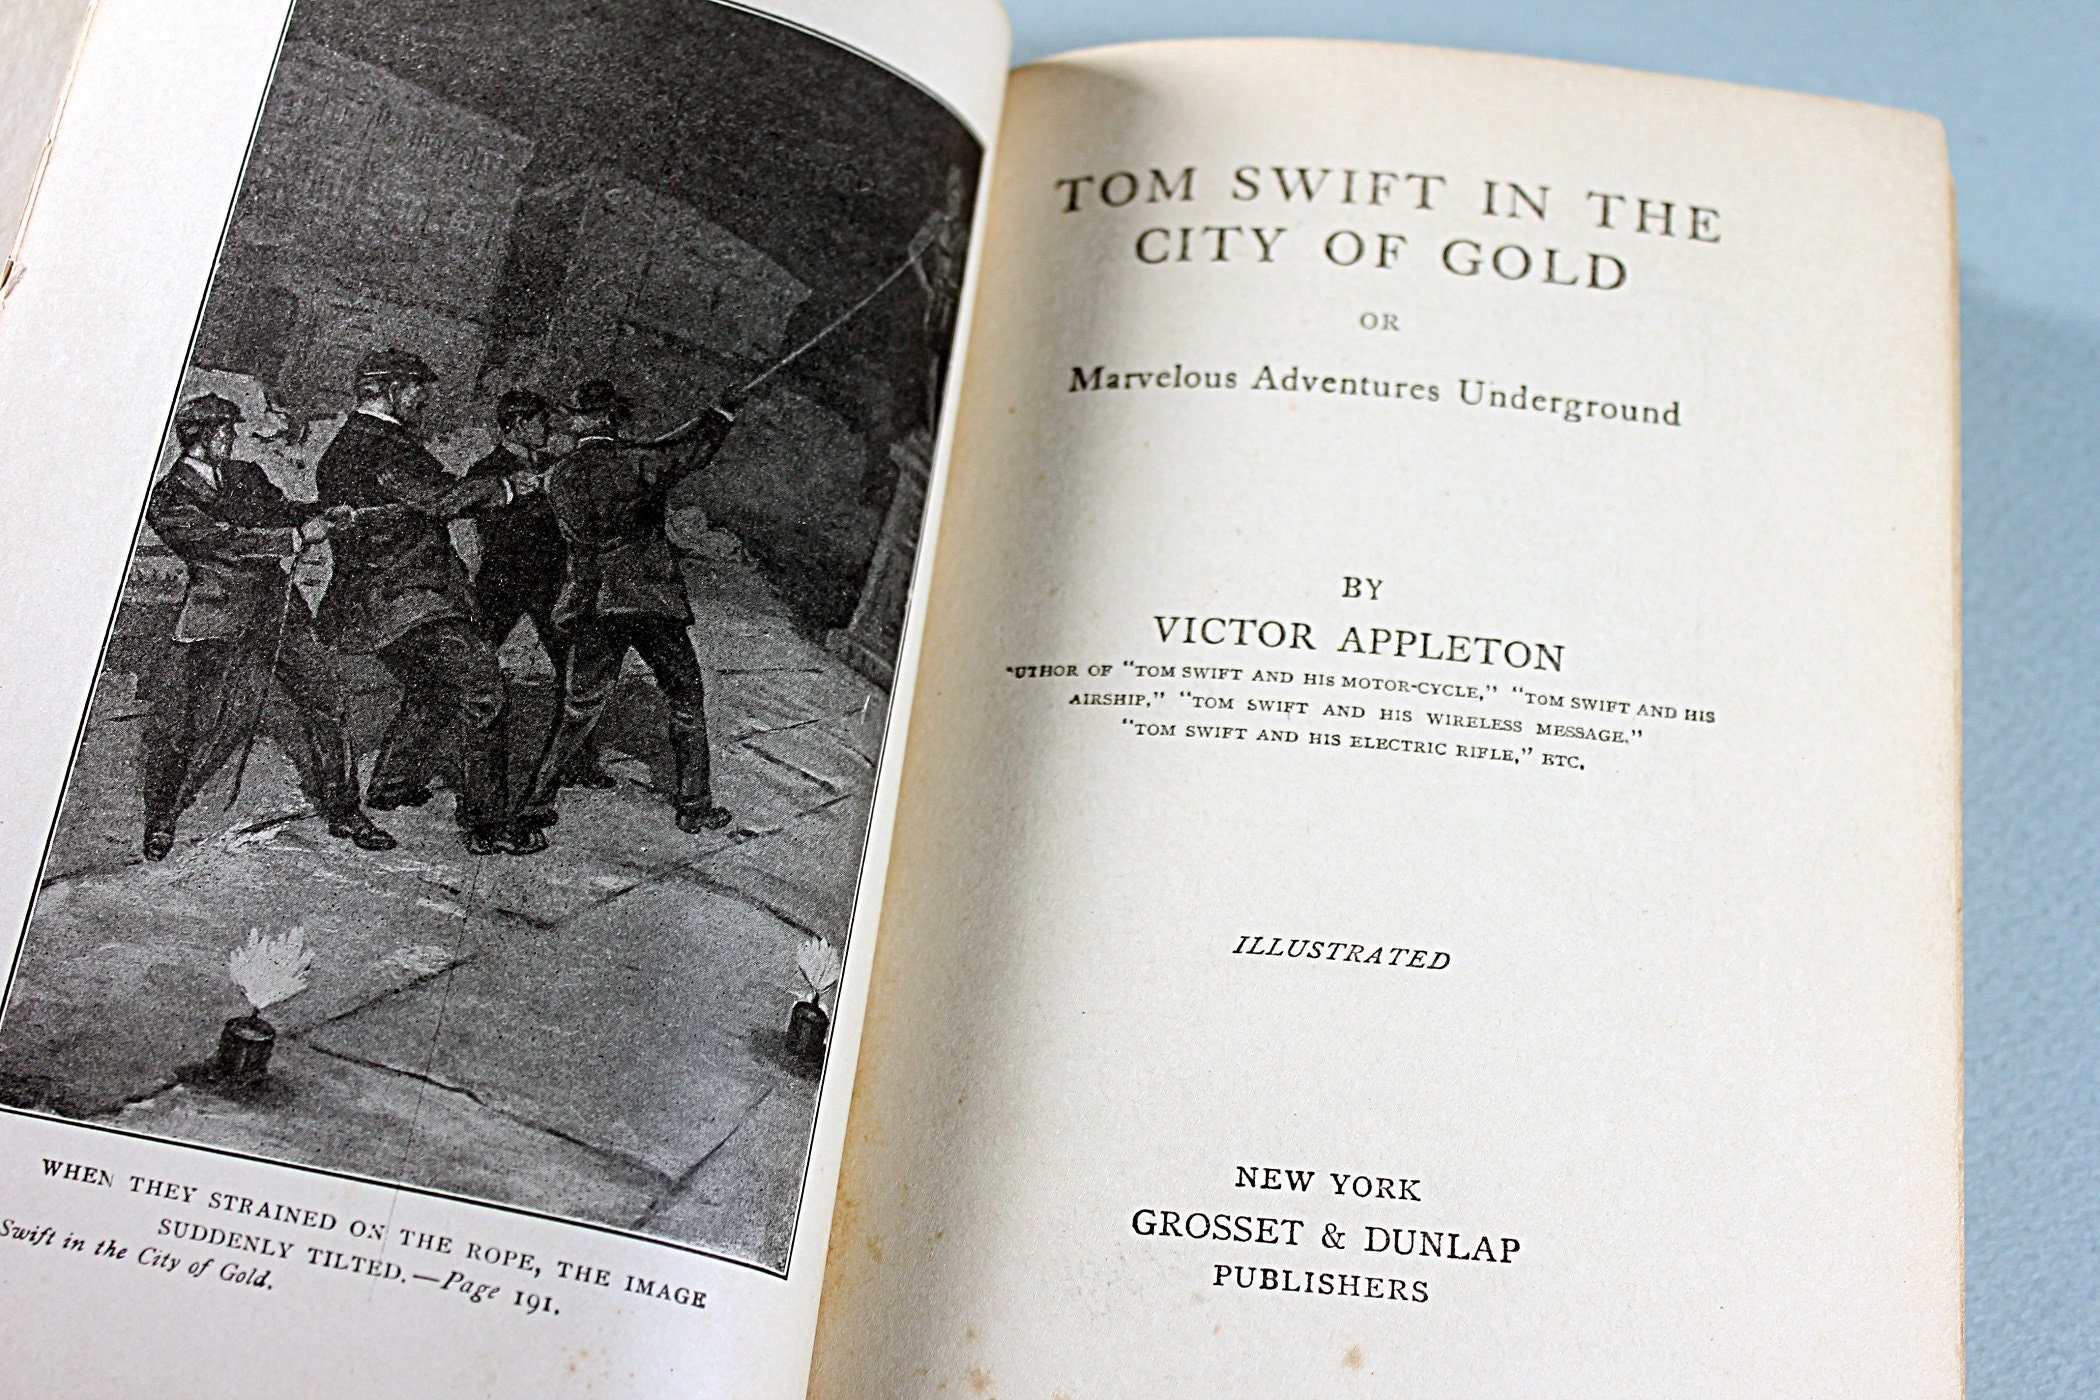 WHEN THEY STRAINED ON THE ROPE, THE IMAGE
SUDDENLY TILTED.—Page 191.
Swift in the City of Gold.
TOM SWIFT IN THE
CITY OF GOLD
OR
Marvelous Adventures Underground
BY
VICTOR APPLETON
AUTHOR OF "TOM SWIFT AND HIS MOTOR-CYCLE," "TOM SWIFT AND HIS
AIRSHIP," "TOM SWIFT AND HIS WIRELESS MESSAGE,"
"TOM SWIFT AND HIS ELECTRIC RIFLE," ETC.
ILLUSTRATED
NEW YORK
GROSSET & DUNLAP
PUBLISHERS